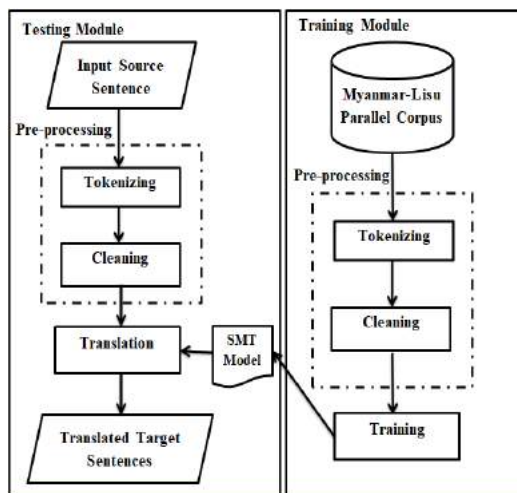 Testing Module
Input Source
Sentence
Pre-processing
Tokenizing
Cleaning
Translation
SMT
Model
Translated Target
Sentences
Training Module
Myanmar-Lisu
Parallel Corpus
Pre-processing
Tokenizing
Cleaning
Training